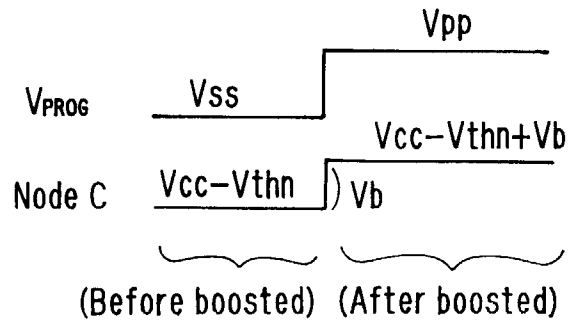 Vpp
VPROG Vss
Vcc-Vthn+Vb
Node C Vcc-Vthn Vb
(Before boosted) (After boosted)